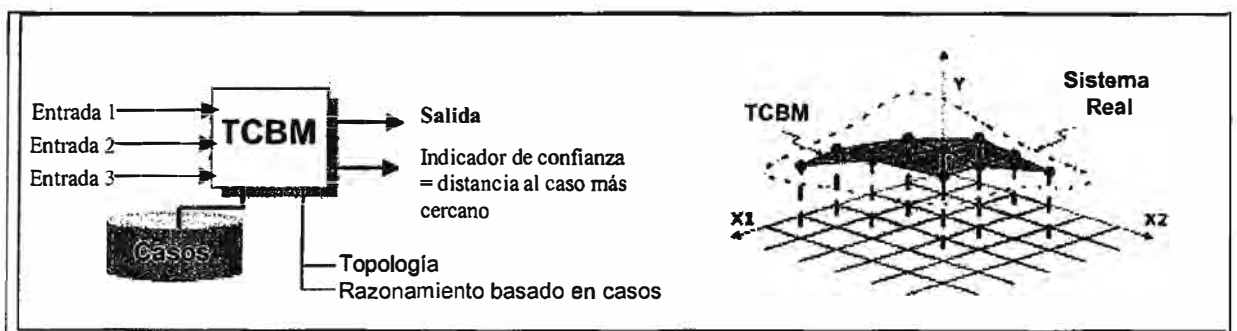 Entrada 1
Entrada 2
Entrada 3
TCBM
Salida
Indicador de confianza
= distancia al caso más
cercano
Casos
Topología
Razonamiento basado en casos
Y
Sistema
Real
TCBM
X1
X2